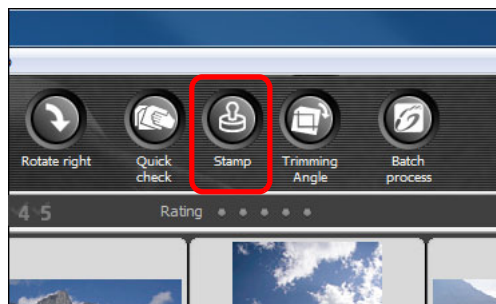 Rotate right
Quick check
Stamp
Trimming Angle
Batch process
4 5
Rating